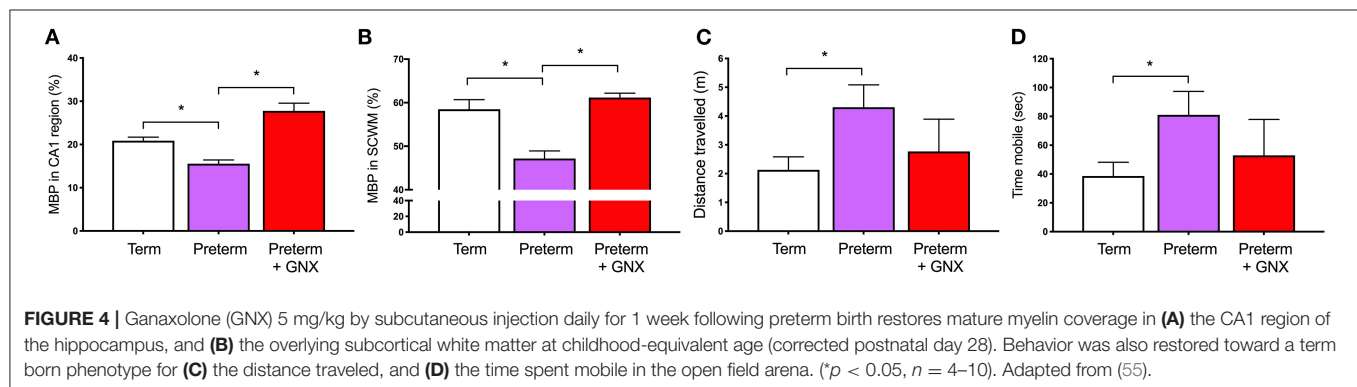 A
MBP in CA1 region (%)
40
30
20
10
0
*
*
Term
Preterm
Preterm
+ GNX
B
MBP in SCWM (%)
70
60
50
40
40
20
0
*
*
Term
Preterm
Preterm
+ GNX
C
Distance travelled (m)
6
5
4
3
2
1
0
*
Term
Preterm
Preterm
+ GNX
D
Time mobile (sec)
120
100
80
60
40
20
0
*
Term
Preterm
Preterm
+ GNX
FIGURE 4 | Ganaxolone (GNX) 5 mg/kg by subcutaneous injection daily for 1 week following preterm birth restores mature myelin coverage in (A) the CA1 region of
the hippocampus, and (B) the overlying subcortical white matter at childhood-equivalent age (corrected postnatal day 28). Behavior was also restored toward a term
born phenotype for (C) the distance traveled, and (D) the time spent mobile in the open field arena. (*p < 0.05, n = 4–10). Adapted from (55).